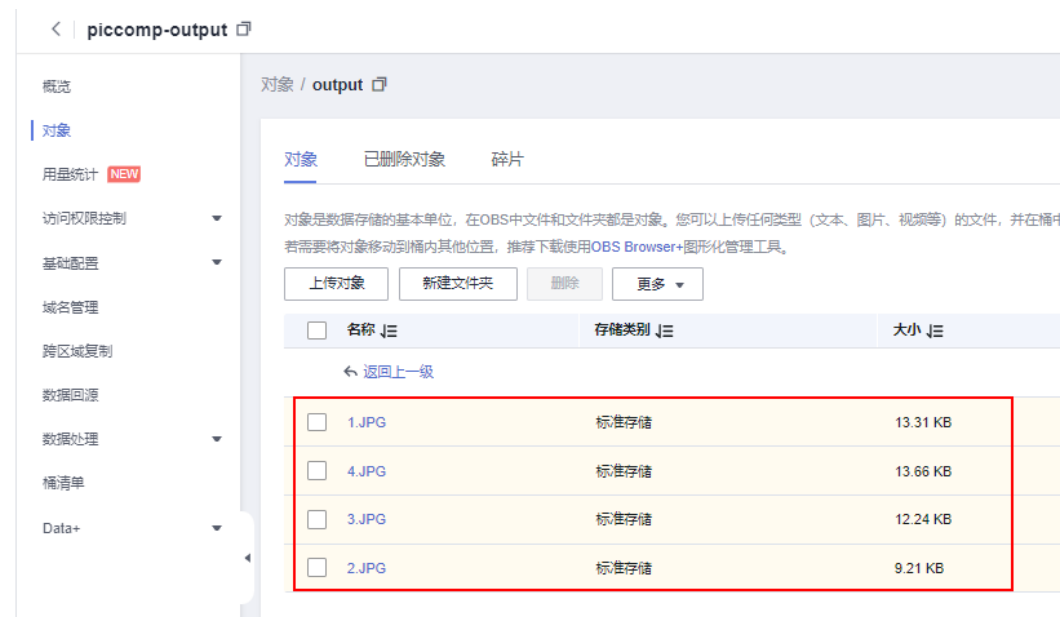 piccomp-output
概览
对象
用量统计 NEW
访问权限控制
基础配置
域名管理
跨区域复制
数据回源
数据处理
桶清单
Data+
对象 / output
对象 已删除对象 碎片
对象是数据存储的基本单位，在OBS中文件和文件夹都是对象。您可以上传任何类型（文本、图片、视频等）的文件，并在桶中
若需要将对象移动到桶内其他位置，推荐下载使用OBS Browser+图形化管理工具。
上传对象 新建文件夹 删除 更多
名称 存储类别 大小
返回上一级
1.JPG 标准存储 13.31 KB
4.JPG 标准存储 13.66 KB
3.JPG 标准存储 12.24 KB
2.JPG 标准存储 9.21 KB